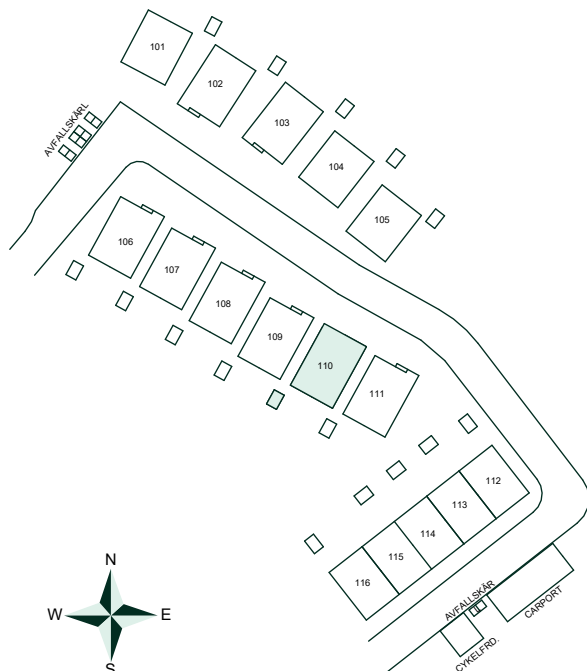 101
102
103
104
105
AVFALLSKÄRL
106
107
108
109
110
111
112
113
114
115
116
AVFALLSKÄR
CARPORT
CYKELFRD.
N
W
E
S